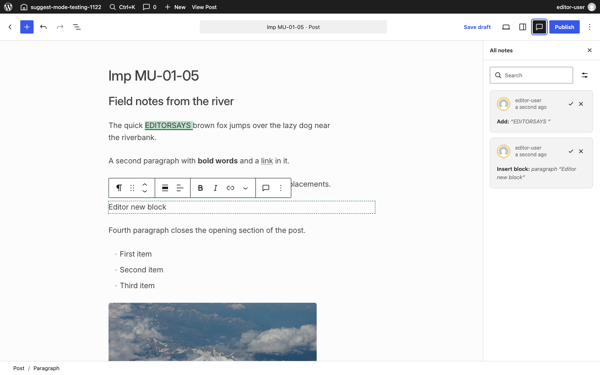 suggest-mode-testing-1122
Ctrl+K
0
New
View Post
editor-user
Imp MU-01-05 · Post
Save draft
Publish
Imp MU-01-05
Field notes from the river
The quick EDITORSAYS brown fox jumps over the lazy dog near
the riverbank.
A second paragraph with bold words and a link in it.
placements.
B I
Editor new block
Fourth paragraph closes the opening section of the post.
First item
Second item
Third item
All notes
Search
editor-user
a second ago
Add: "EDITORSAYS "
editor-user
a second ago
Insert block: paragraph "Editor
new block"
Post / Paragraph